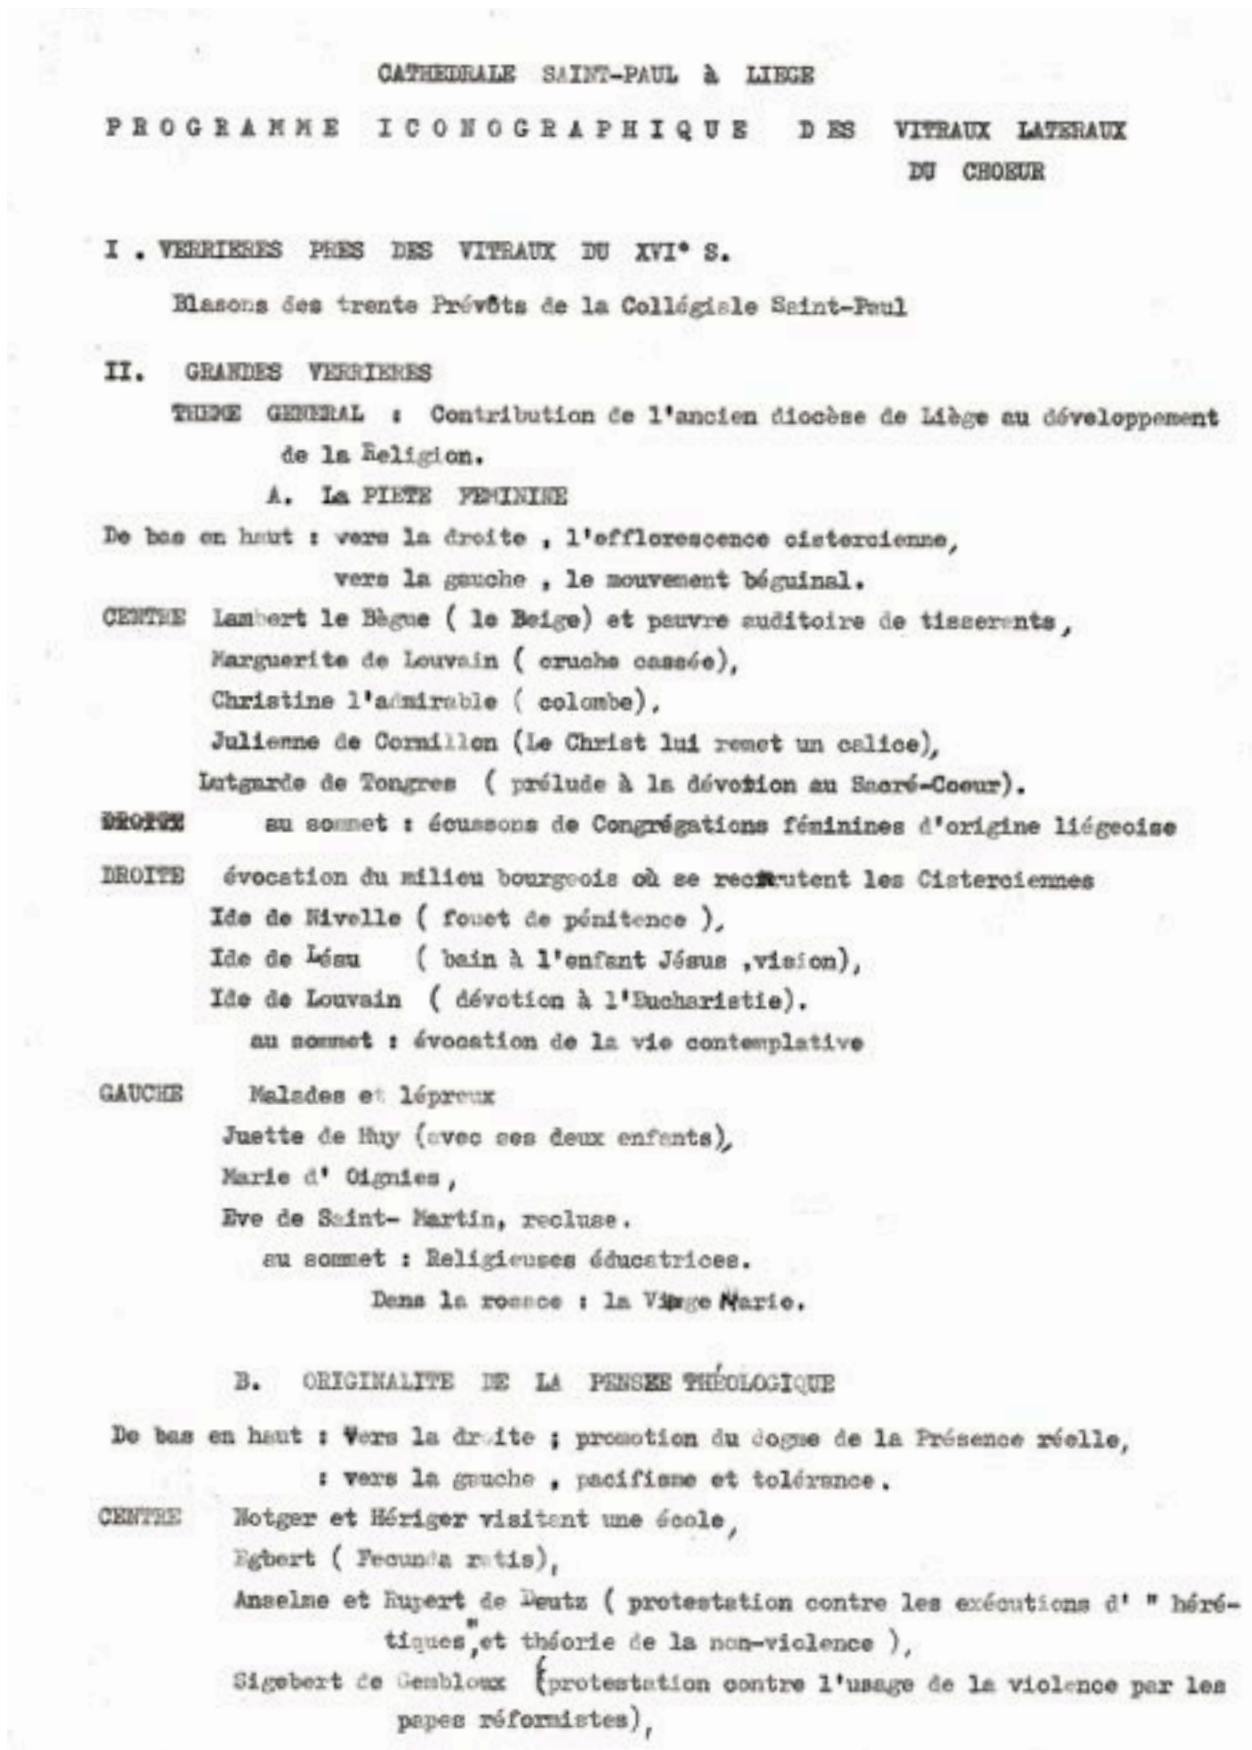 CATHEDRALE SAINT-PAUL à LIEGE
PROGRAMME ICONOGRAPHIQUE DES VITRAUX LATERAUX
DU CHOEUR
I . VERRIERES PRES DES VITRAUX DU XVI° S.
Blasons des trente Prévôts de la Collégiale Saint-Paul
II. GRANDES VERRIERES
THEME GENERAL : Contribution de l'ancien diocèse de Liège au développement
de la Religion.
A. La PIETE FEMININE
De bas en haut : vers la droite , l'efflorescence cistercienne,
vers la gauche , le mouvement béguinal.
CENTRE Lambert le Bègue ( le Beige) et pauvre auditoire de tisserants,
Marguerite de Louvain ( cruche cassée),
Christine l'admirable ( colombe),
Julienne de Cornillon (Le Christ lui remet un calice),
Lutgarde de Tongres ( prélude à la dévotion au Sacré-Coeur).
DROITE au sommet : écussons de Congrégations féminines d'origine liégeoise
DROITE évocation du milieu bourgeois où se recrutent les Cisterciennes
Ide de Nivelle ( fouet de pénitence ),
Ide de Léau ( bain à l'enfant Jésus ,vision),
Ide de Louvain ( dévotion à l'Eucharistie).
au sommet : évocation de la vie contemplative
GAUCHE Malades et lépreux
Juette de Huy (avec ses deux enfants),
Marie d' Oignies ,
Eve de Saint- Martin, recluse.
au sommet : Religieuses éducatrices.
Dans la rosace : la Vierge Marie.
B. ORIGINALITE DE LA PENSEE THÉOLOGIQUE
De bas en haut : Vers la droite ; promotion du dogme de la Présence réelle,
: vers la gauche , pacifisme et tolérance.
CENTRE Notger et Hériger visitant une école,
Egbert ( Fecunda ratis),
Anselme et Rupert de Deutz ( protestation contre les exécutions d' " héré-
tiques" ,et théorie de la non-violence ),
Sigebert de Gembloux (protestation contre l'usage de la violence par les
papes réformistes),